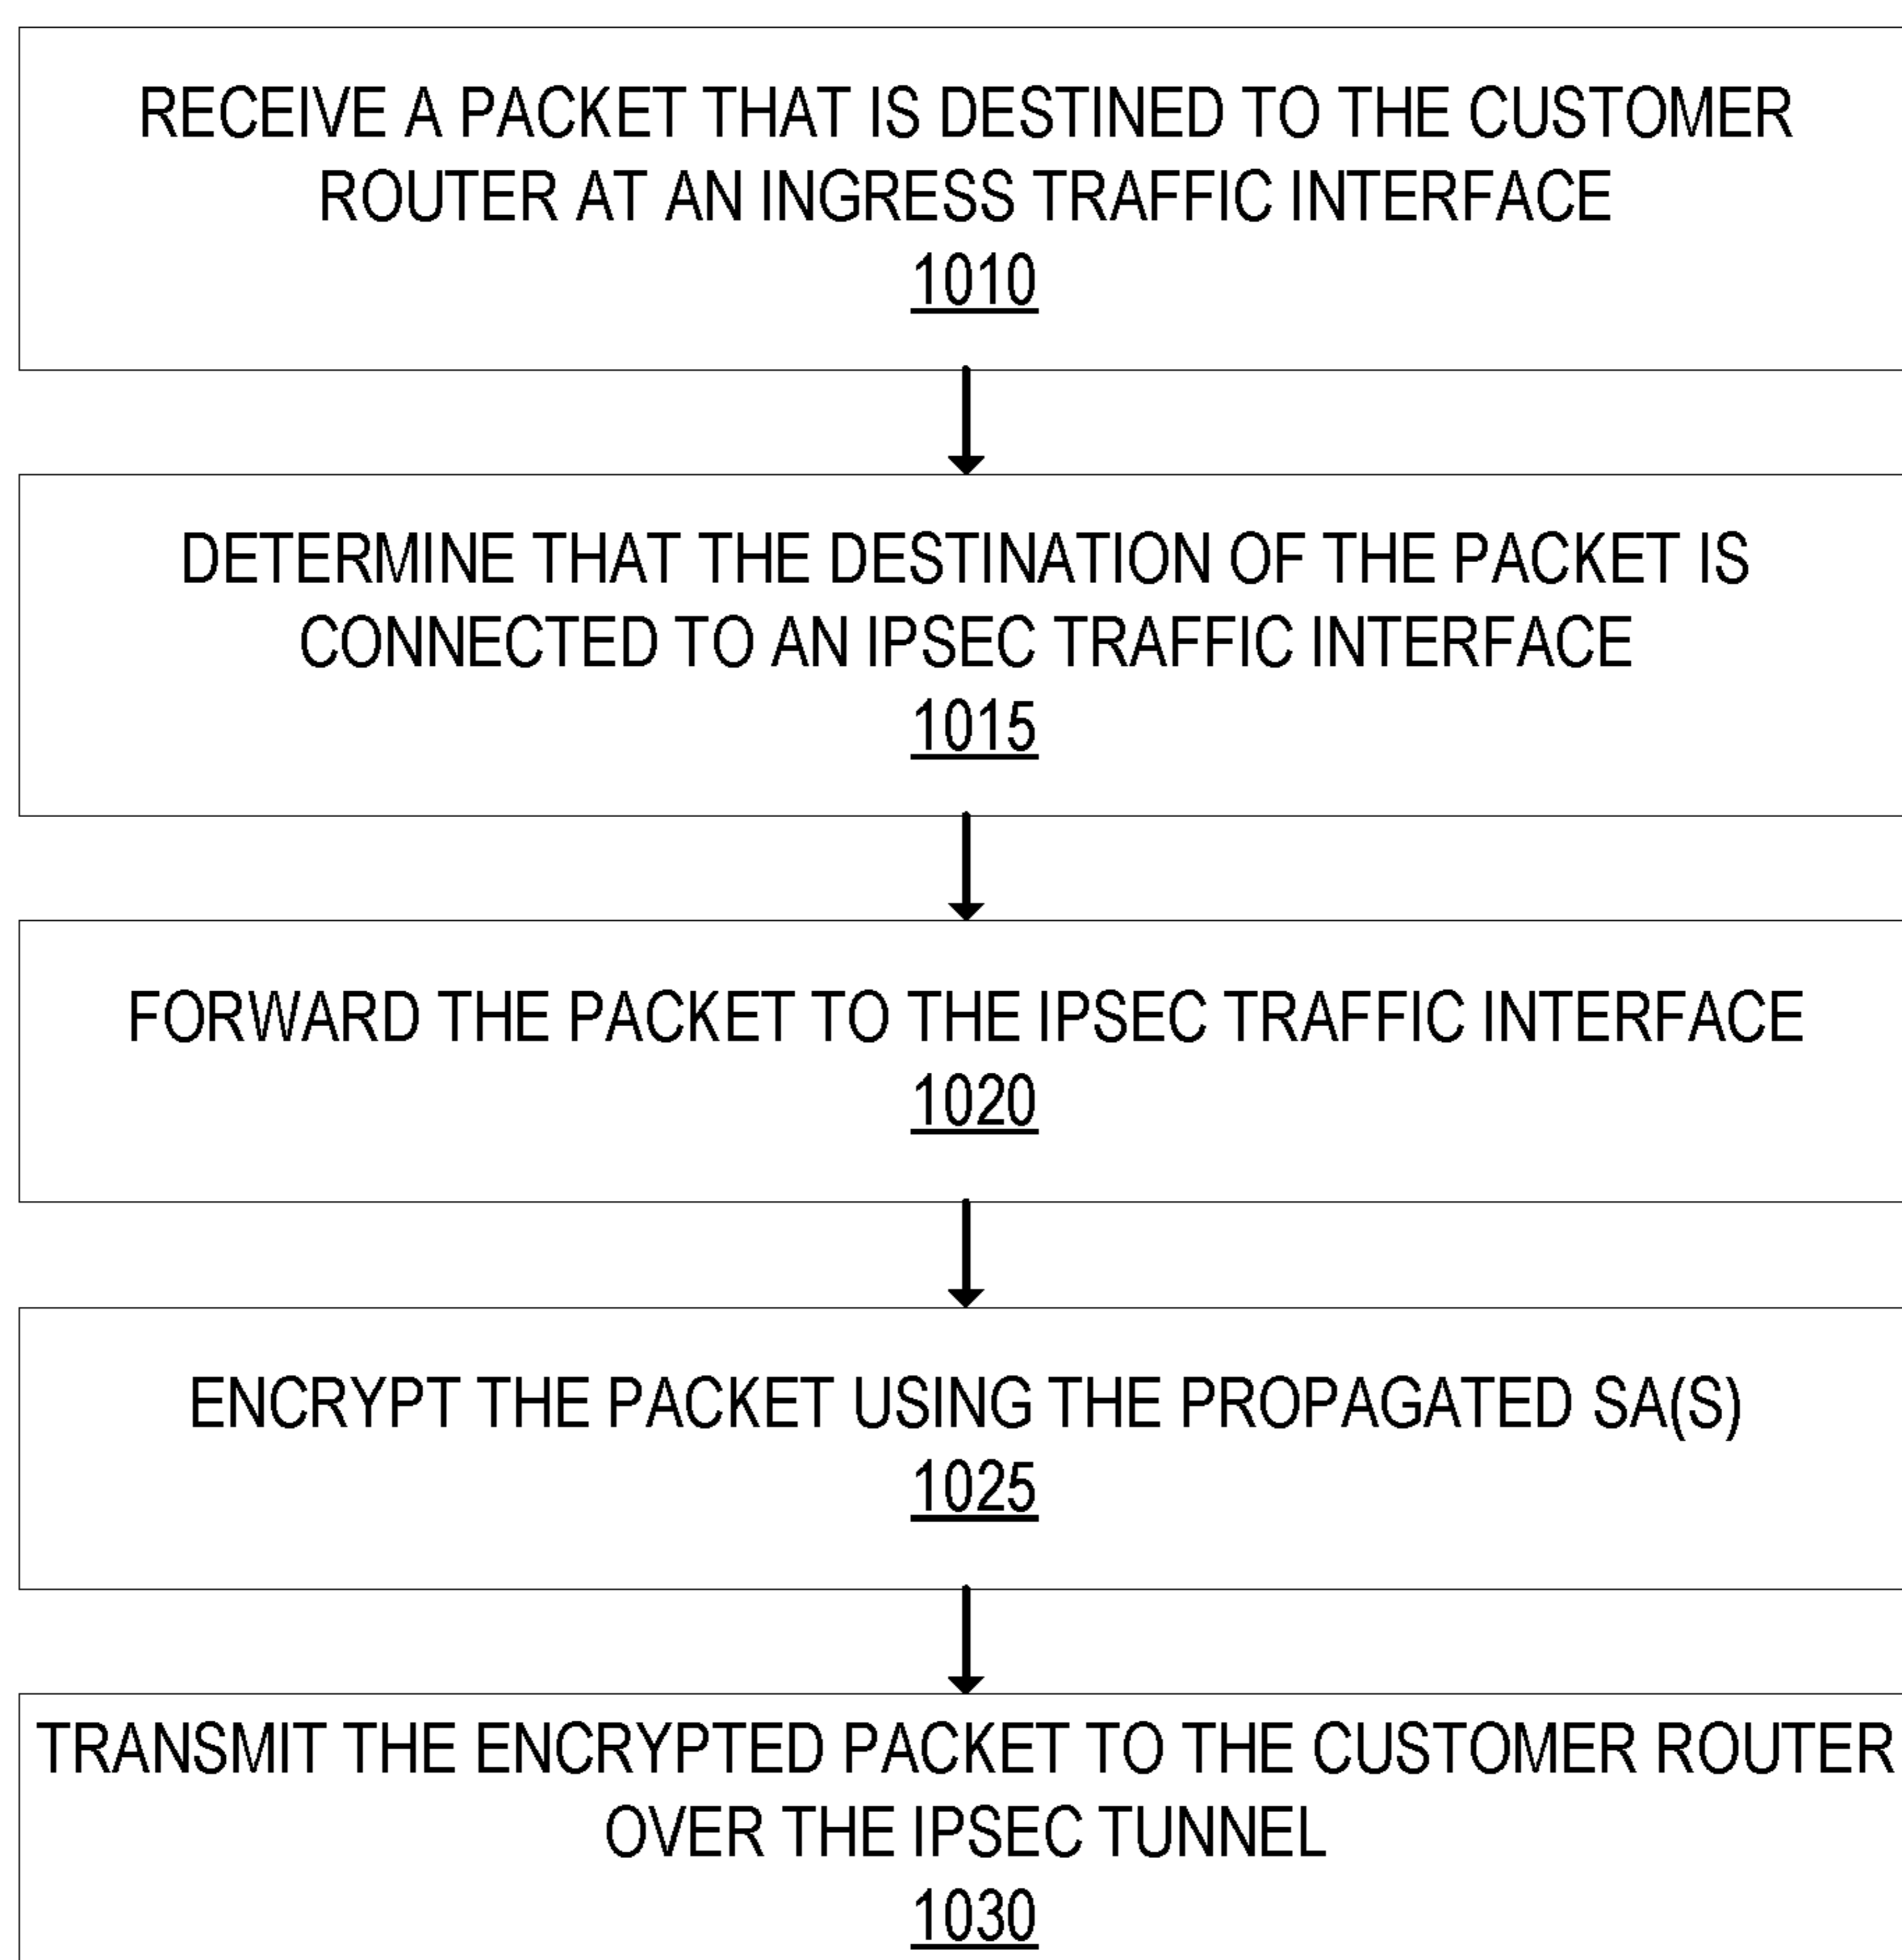 RECEIVE A PACKET THAT IS DESTINED TO THE CUSTOMER
ROUTER AT AN INGRESS TRAFFIC INTERFACE
1010
DETERMINE THAT THE DESTINATION OF THE PACKET IS
CONNECTED TO AN IPSEC TRAFFIC INTERFACE
1015
FORWARD THE PACKET TO THE IPSEC TRAFFIC INTERFACE
1020
ENCRYPT THE PACKET USING THE PROPAGATED SA(S)
1025
TRANSMIT THE ENCRYPTED PACKET TO THE CUSTOMER ROUTER
OVER THE IPSEC TUNNEL
1030